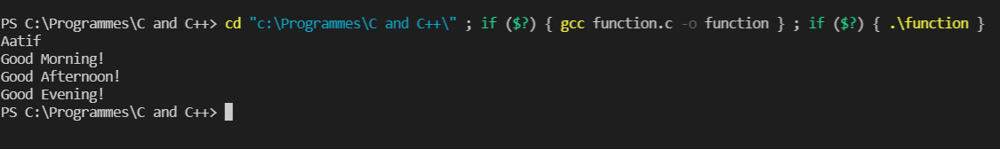 PS C:\Programmes\C and C++> cd "c:\Programmes\C and C++\" ; if ($?) { gcc function.c -o function } ; if ($?) { .\function }
Aatif
Good Morning!
Good Afternoon!
Good Evening!
PS C:\Programmes\C and C++>